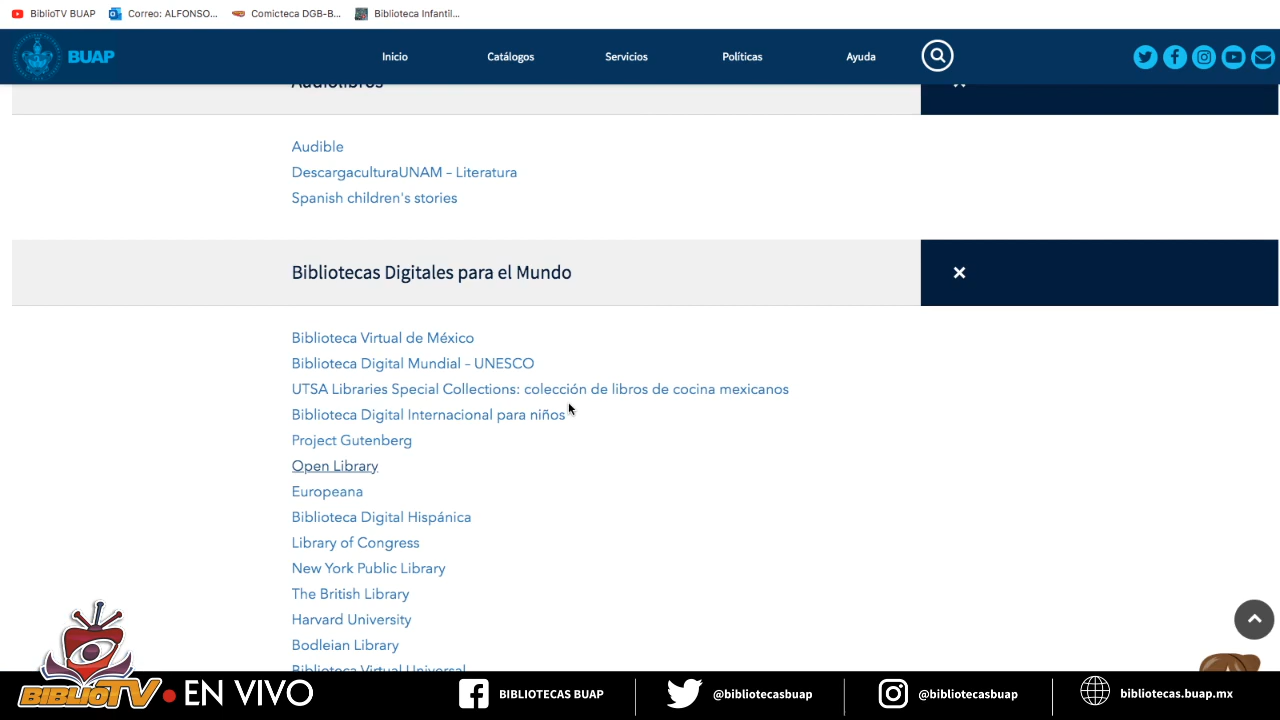 BiblioTV BUAP Correo: ALFONSO... Comicteca DGB-B... Biblioteca Infantil...
BUAP Inicio Catálogos Servicios Políticas Ayuda
Audiolibros
Audible
DescargaculturaUNAM – Literatura
Spanish children's stories
Bibliotecas Digitales para el Mundo
Biblioteca Virtual de México
Biblioteca Digital Mundial – UNESCO
UTSA Libraries Special Collections: colección de libros de cocina mexicanos
Biblioteca Digital Internacional para niños
Project Gutenberg
Open Library
Europeana
Biblioteca Digital Hispánica
Library of Congress
New York Public Library
The British Library
Harvard University
Bodleian Library
Biblioteca Virtual Universal
BIBLIOTV EN VIVO BIBLIOTECAS BUAP @bibliotecasbuap @bibliotecasbuap bibliotecas.buap.mx